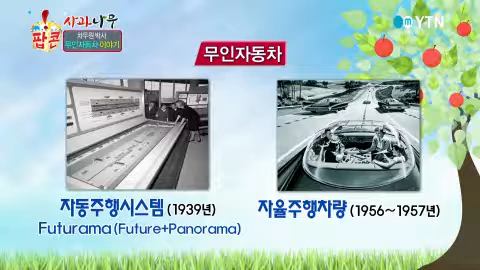 팝콘
사과나무
차두원 박사
무인자동차 이야기
YTN
무인자동차
자동주행시스템 (1939년)
Futurama (Future+Panorama)
자율주행차량 (1956~1957년)